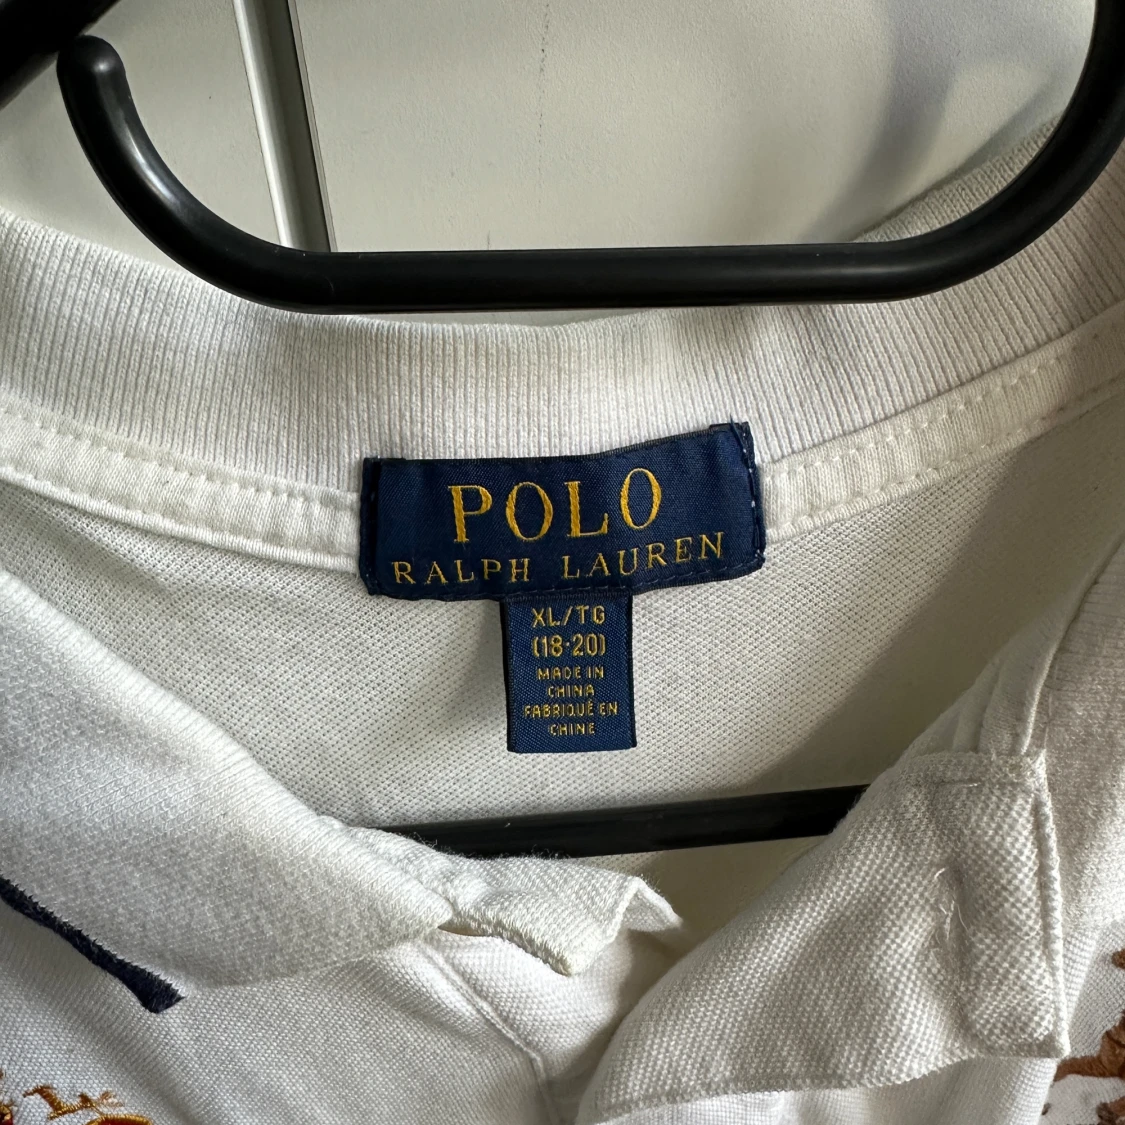 POLO
RALPH LAUREN
XL/TG
(18-20)
MADE IN
CHINA
FABRIQUÉ EN
CHINE